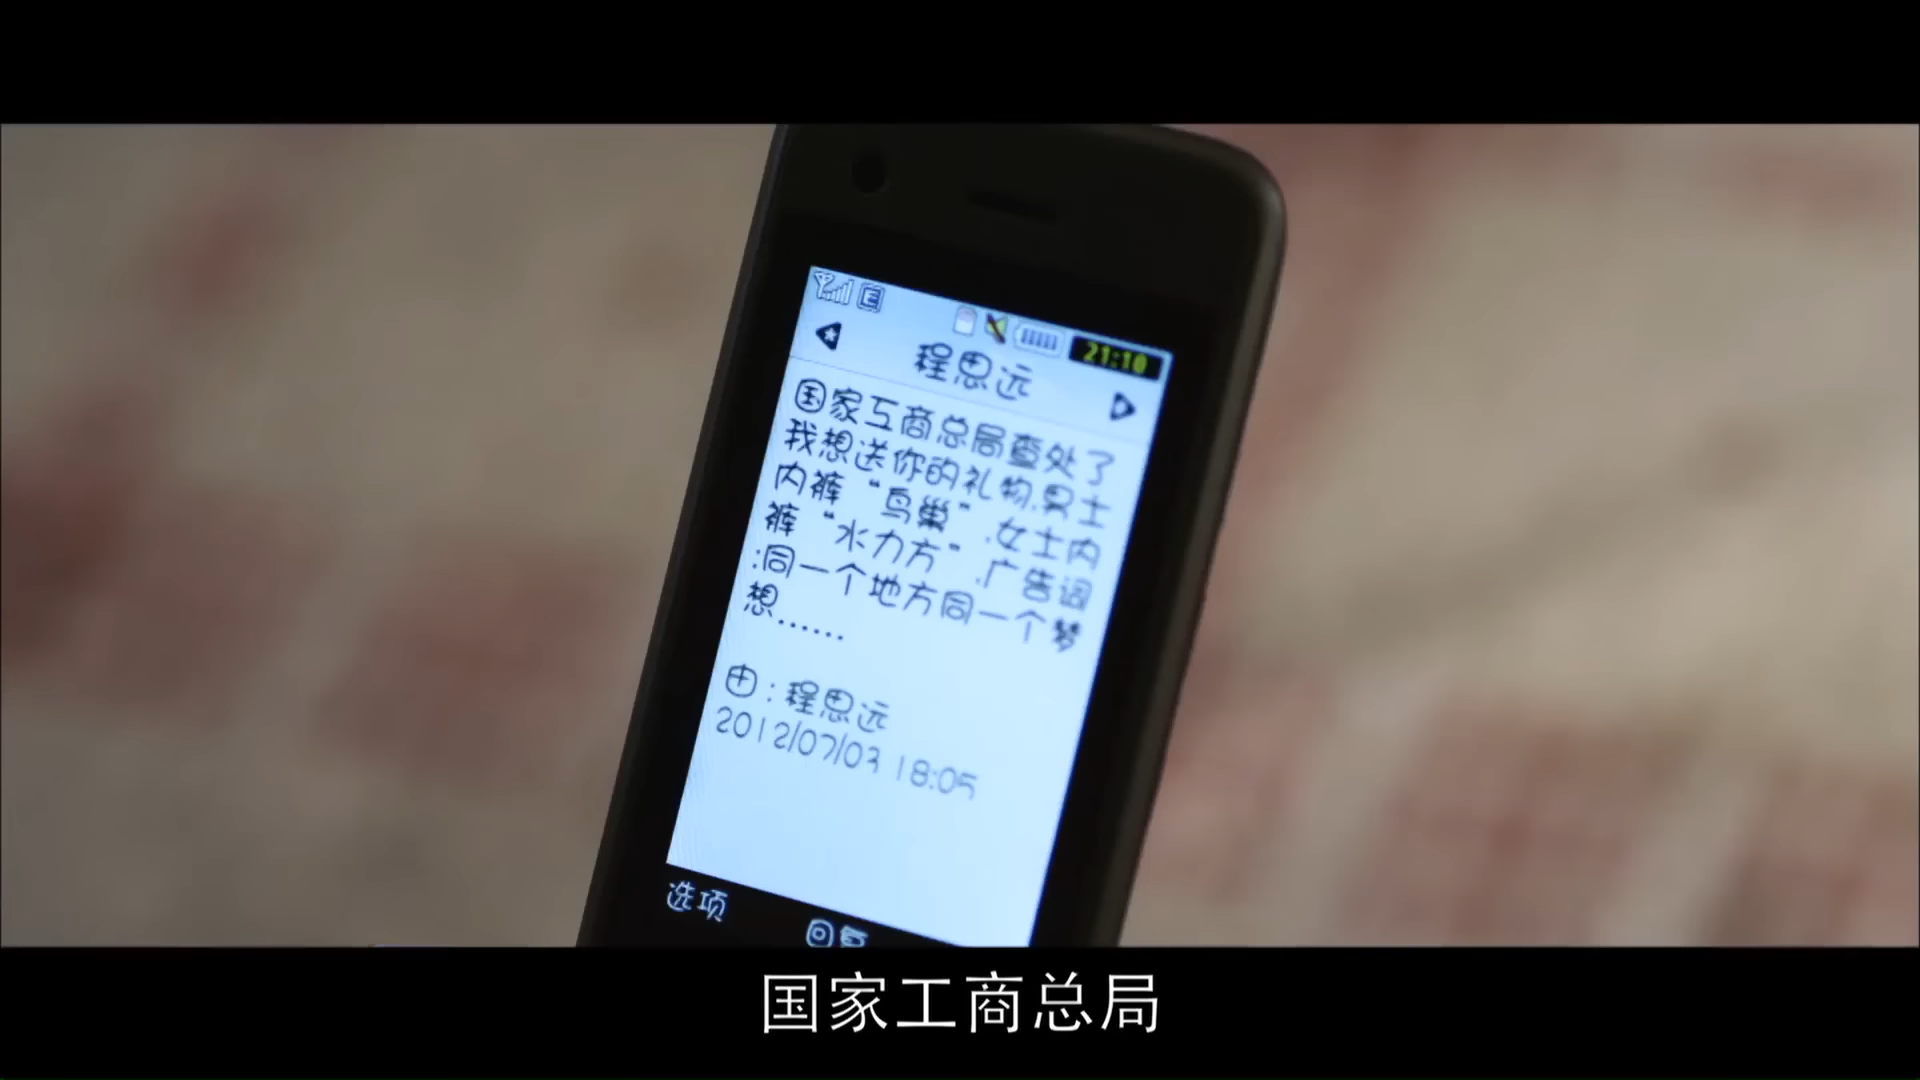 21:10
程思远
国家工商总局查处了
我想送你的礼物.男士
内裤“鸟巢”.女士内
裤“水力方”.广告词
:同一个地方同一个梦
想......
由:程思远
2012/07/03 18:05
选项
回复
国家工商总局